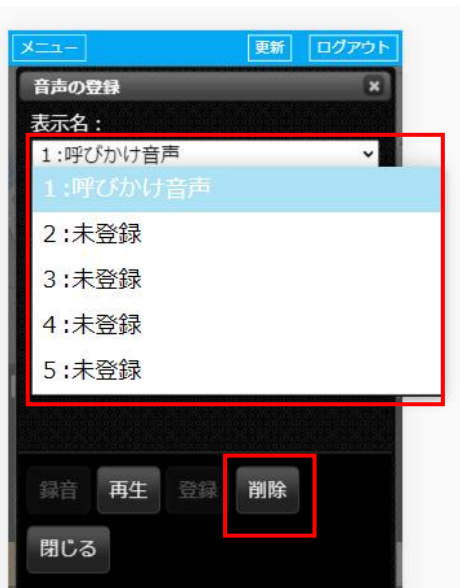 メニュー 更新 ログアウト
音声の登録 ×
表示名：
1:呼びかけ音声
1:呼びかけ音声
2:未登録
3:未登録
4:未登録
5:未登録
録音 再生 登録 削除
閉じる